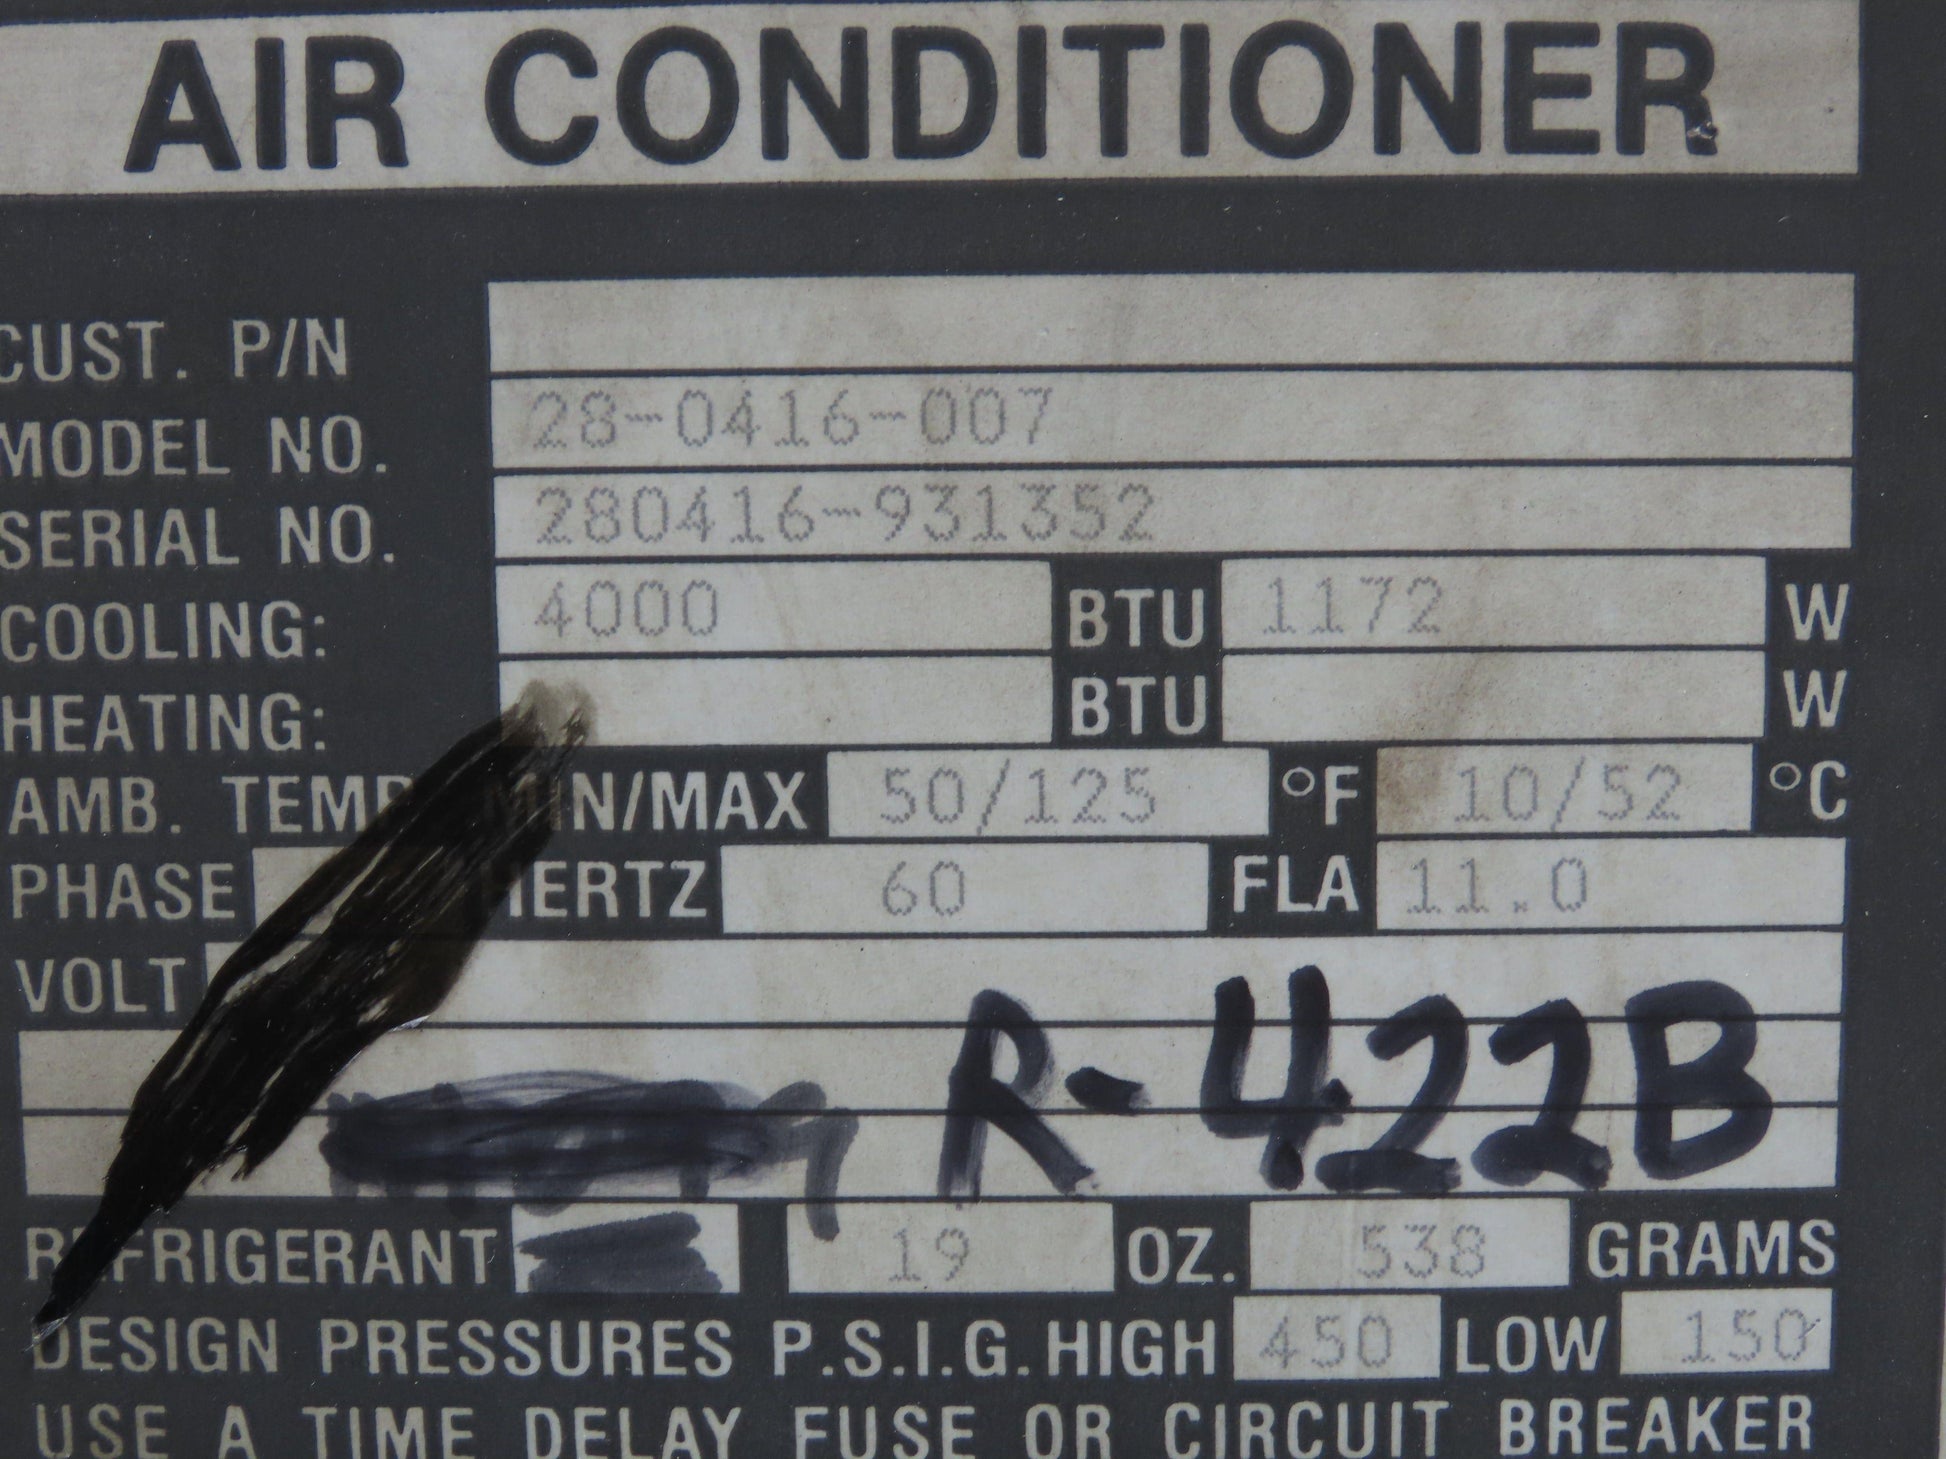 AIR CONDITIONER
CUST. P/N
MODEL NO. 28-0416-007
SERIAL NO. 280416-931352
COOLING: 4000 BTU 1172 W
HEATING: BTU W
AMB. TEMP. MIN/MAX 50/125 °F 10/52 °C
PHASE HERTZ 60 FLA 11.0
VOLT
R-422B
REFRIGERANT 19 OZ. 538 GRAMS
DESIGN PRESSURES P.S.I.G. HIGH 450 LOW 150
USE A TIME DELAY FUSE OR CIRCUIT BREAKER